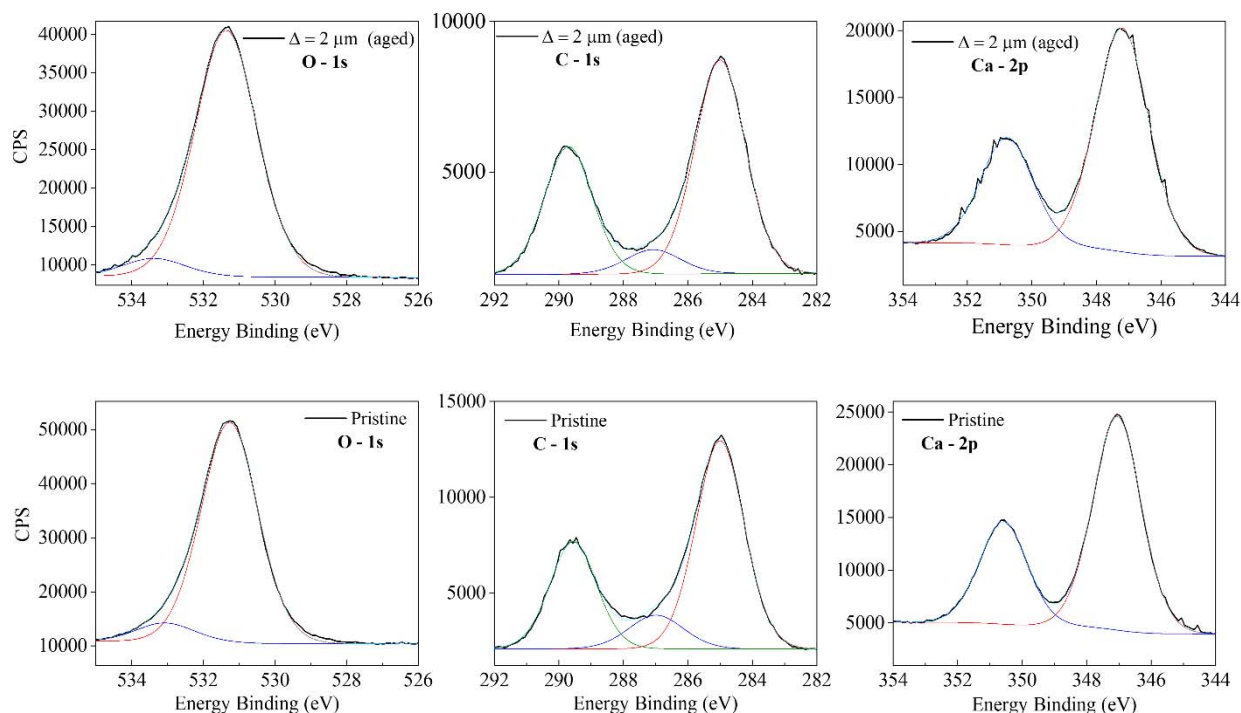 Δ = 2 μm (aged)
O - 1s
CPS
40000
35000
30000
25000
20000
15000
10000
534 532 530 528 526
Energy Binding (eV)
Δ = 2 μm (aged)
C - 1s
10000
5000
292 290 288 286 284 282
Energy Binding (eV)
Δ = 2 μm (aged)
Ca - 2p
20000
15000
10000
5000
354 352 350 348 346 344
Energy Binding (eV)
Pristine
O - 1s
CPS
50000
40000
30000
20000
10000
534 532 530 528 526
Energy Binding (eV)
Pristine
C - 1s
15000
10000
5000
292 290 288 286 284 282
Energy Binding (eV)
Pristine
Ca - 2p
25000
20000
15000
10000
5000
354 352 350 348 346 344
Energy Binding (eV)